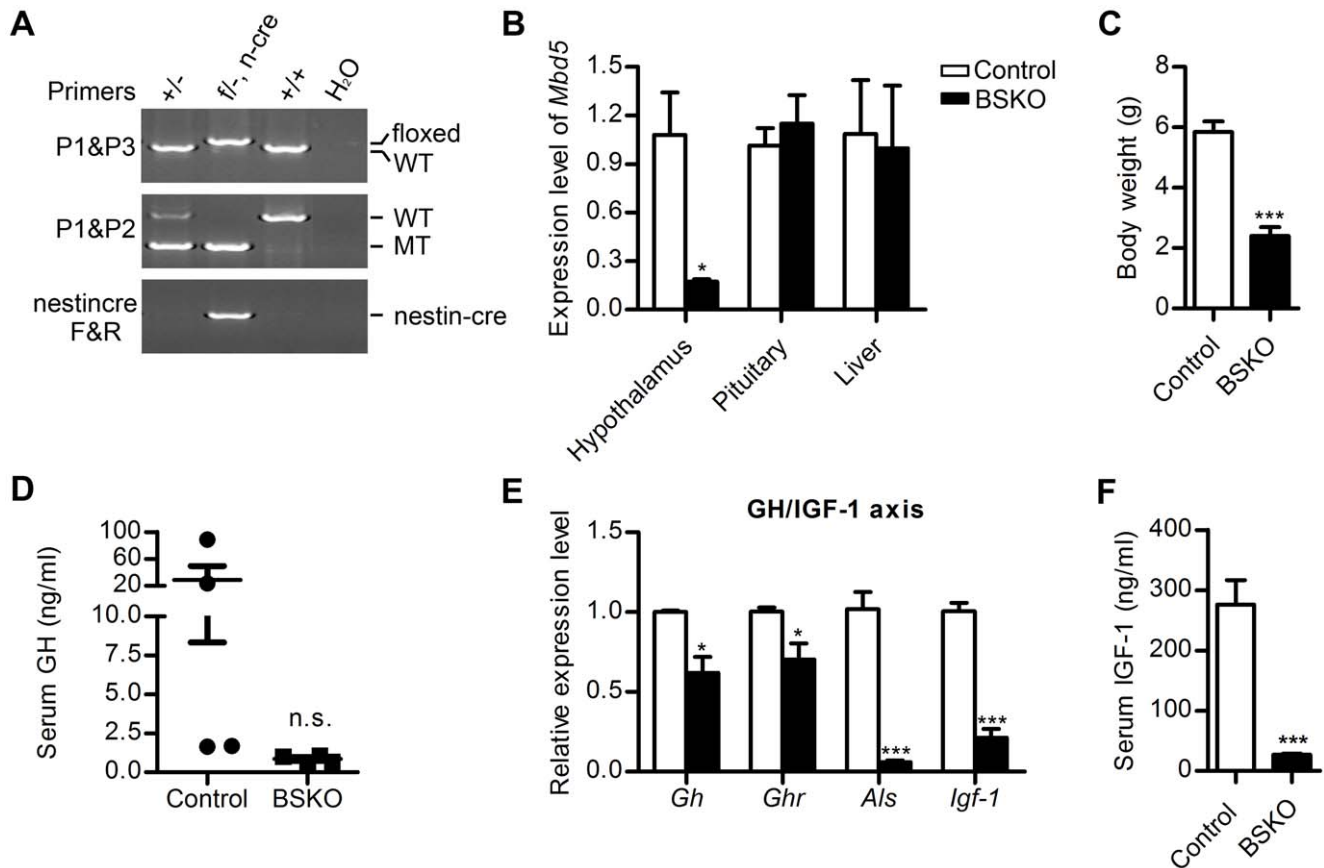 A
Primers
+/-
f/-, n-cre
+/+
H₂O
P1&P3
floxed
WT
P1&P2
WT
MT
nestincre
F&R
nestin-cre
B
Expression level of Mbd5
1.5
1.2
0.9
0.6
0.3
0.0
*
Hypothalamus
Pituitary
Liver
Control
BSKO
C
Body weight (g)
8
6
4
2
0
***
Control
BSKO
D
Serum GH (ng/ml)
100
60
20
10.0
7.5
5.0
2.5
0.0
n.s.
Control
BSKO
E
GH/IGF-1 axis
Relative expression level
1.5
1.0
0.5
0.0
*
*
***
***
Gh
Ghr
Als
Igf-1
F
Serum IGF-1 (ng/ml)
400
300
200
100
0
***
Control
BSKO